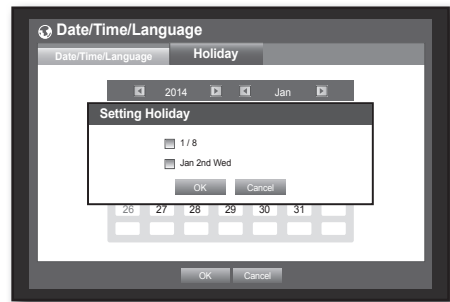 Date/Time/Language
Date/Time/Language Holiday
2014 Jan
Setting Holiday
1 / 8
Jan 2nd Wed
OK Cancel
26 27 28 29 30 31
OK Cancel